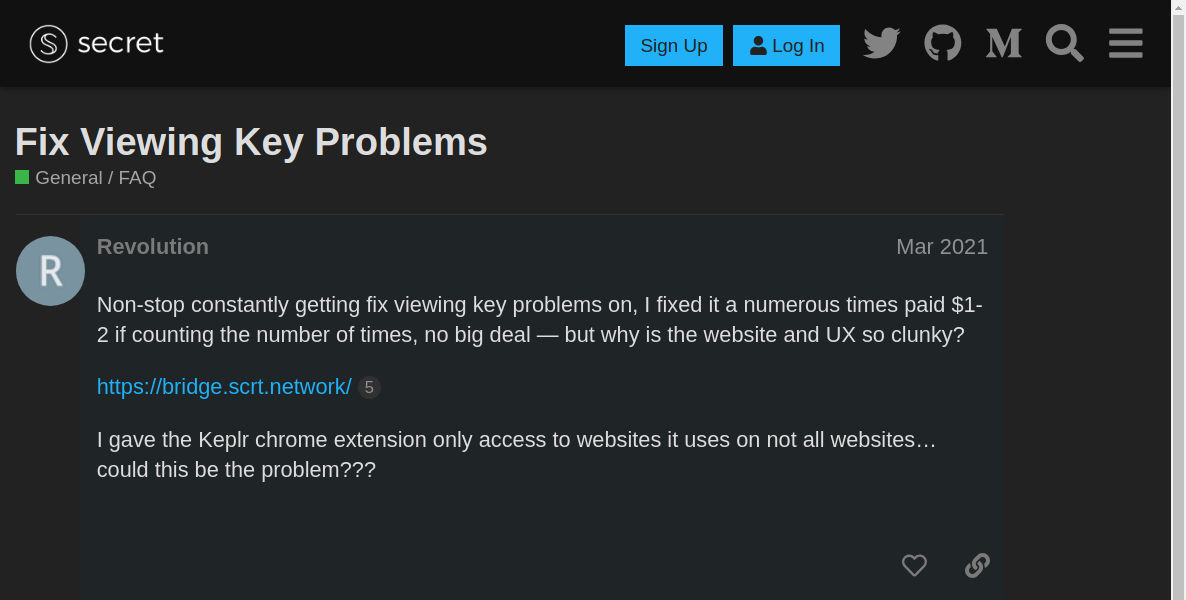 secret
Sign Up
Log In
Fix Viewing Key Problems
General / FAQ
R
Revolution
Mar 2021
Non-stop constantly getting fix viewing key problems on, I fixed it a numerous times paid $1-
2 if counting the number of times, no big deal — but why is the website and UX so clunky?
https://bridge.scrt.network/ 5
I gave the Keplr chrome extension only access to websites it uses on not all websites…
could this be the problem???